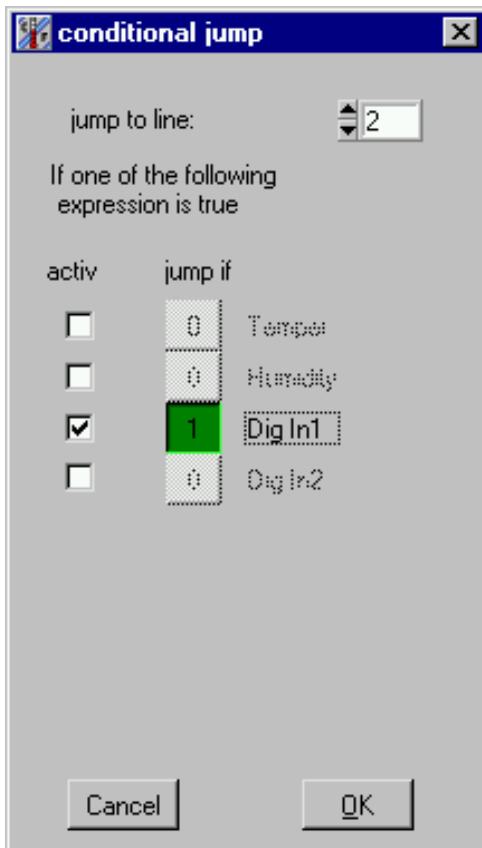 conditional jump
jump to line: 2
If one of the following
expression is true
activ jump if
0 Temper
0 Humidity
1 Dig In1
0 Dig In2
Cancel OK